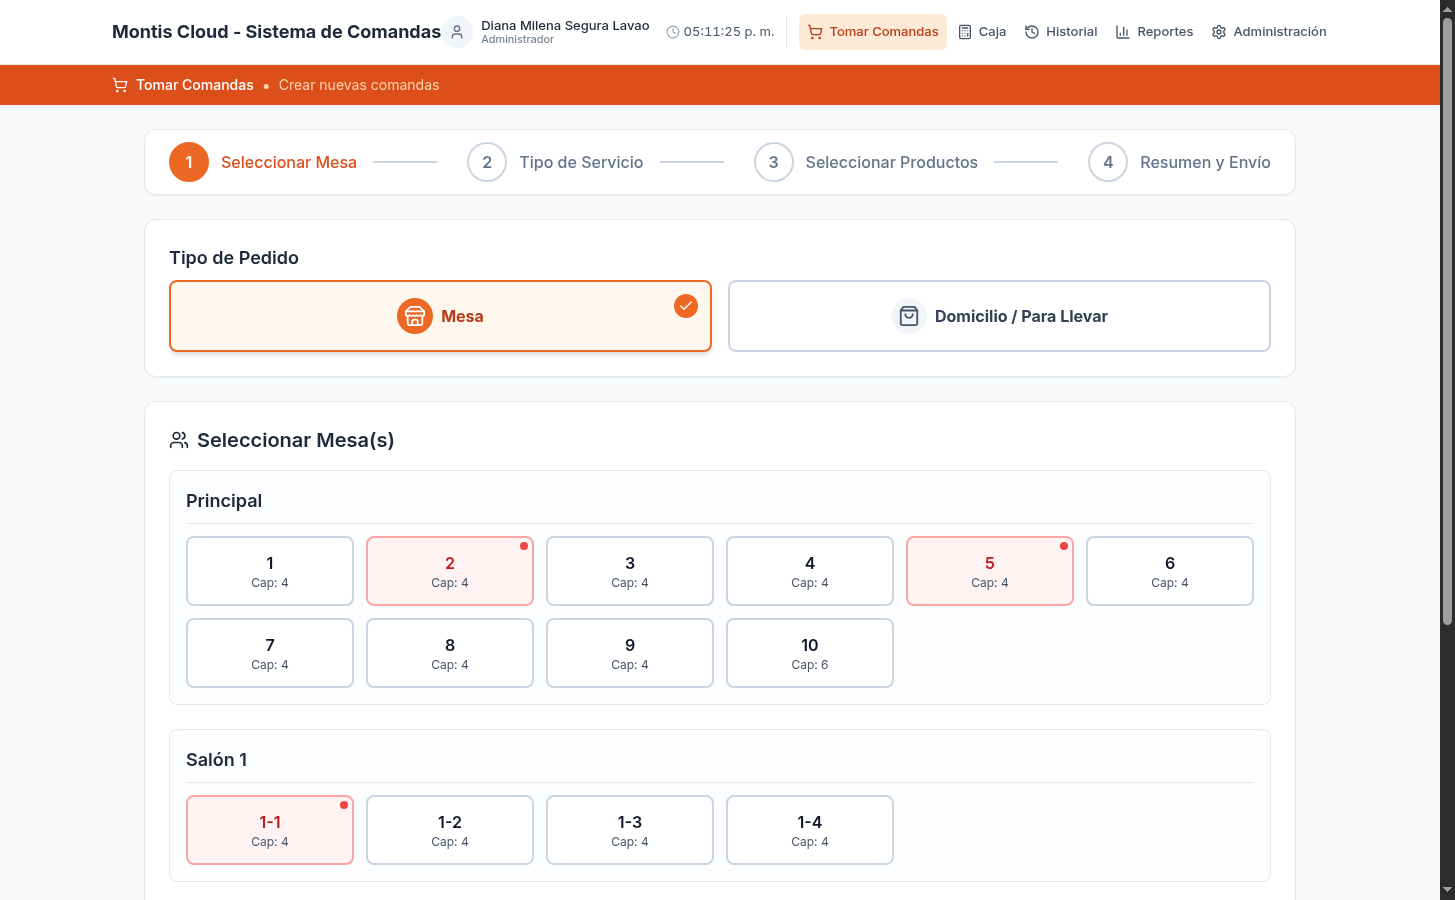 Montis Cloud - Sistema de Comandas
Diana Milena Segura Lavao
Administrador
05:11:25 p. m.
Tomar Comandas
Caja
Historial
Reportes
Administración
Tomar Comandas • Crear nuevas comandas
1 Seleccionar Mesa
2 Tipo de Servicio
3 Seleccionar Productos
4 Resumen y Envío
Tipo de Pedido
Mesa
Domicilio / Para Llevar
Seleccionar Mesa(s)
Principal
1
Cap: 4
2
Cap: 4
3
Cap: 4
4
Cap: 4
5
Cap: 4
6
Cap: 4
7
Cap: 4
8
Cap: 4
9
Cap: 4
10
Cap: 6
Salón 1
1-1
Cap: 4
1-2
Cap: 4
1-3
Cap: 4
1-4
Cap: 4